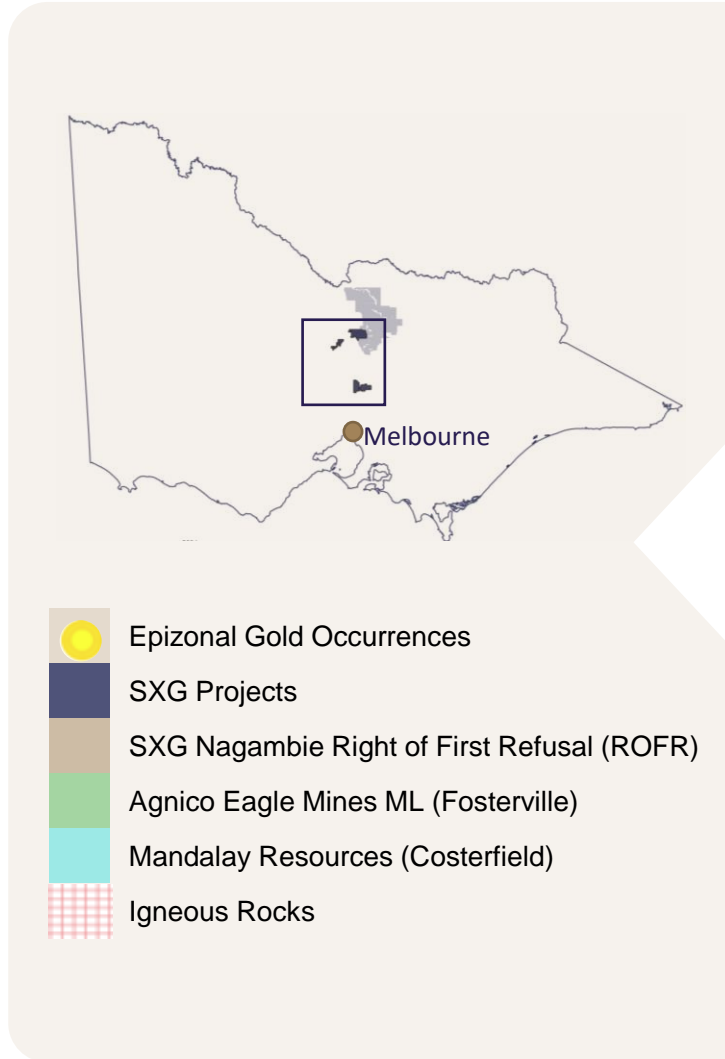 Melbourne
Epizonal Gold Occurrences
SXG Projects
SXG Nagambie Right of First Refusal (ROFR)
Agnico Eagle Mines ML (Fosterville)
Mandalay Resources (Costerfield)
Igneous Rocks